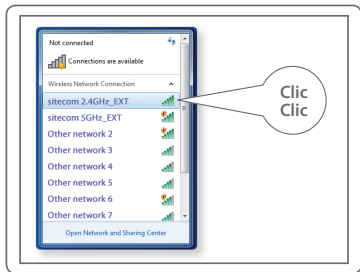 Not connected
Connections are available
Wireless Network Connection
sitecom 2.4GHz_EXT
sitecom 5GHz_EXT
Other network 2
Other network 3
Other network 4
Other network 5
Other network 6
Other network 7
Open Network and Sharing Center
Clic
Clic